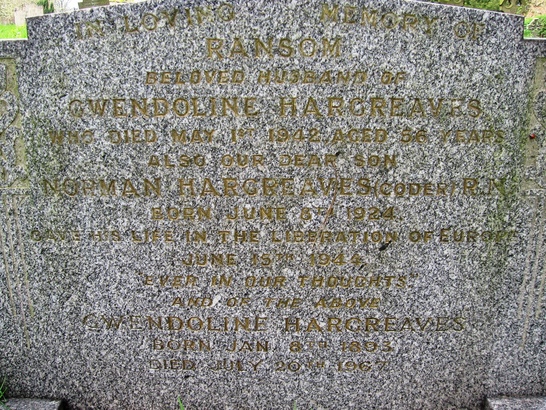 IN LOVING MEMORY OF
RANSOM
BELOVED HUSBAND OF
GWENDOLINE HARGREAVES
WHO DIED MAY 1ST 1942, AGED 56 YEARS
ALSO OUR DEAR SON
NORMAN HARGREAVES (CODER) R.N.
BORN JUNE 6TH 1924.
GAVE HIS LIFE IN THE LIBERATION OF EUROPE
JUNE 15TH 1944.
"EVER IN OUR THOUGHTS"
AND OF THE ABOVE
GWENDOLINE HARGREAVES
BORN JAN. 8TH 1893
DIED JULY 20TH 1967